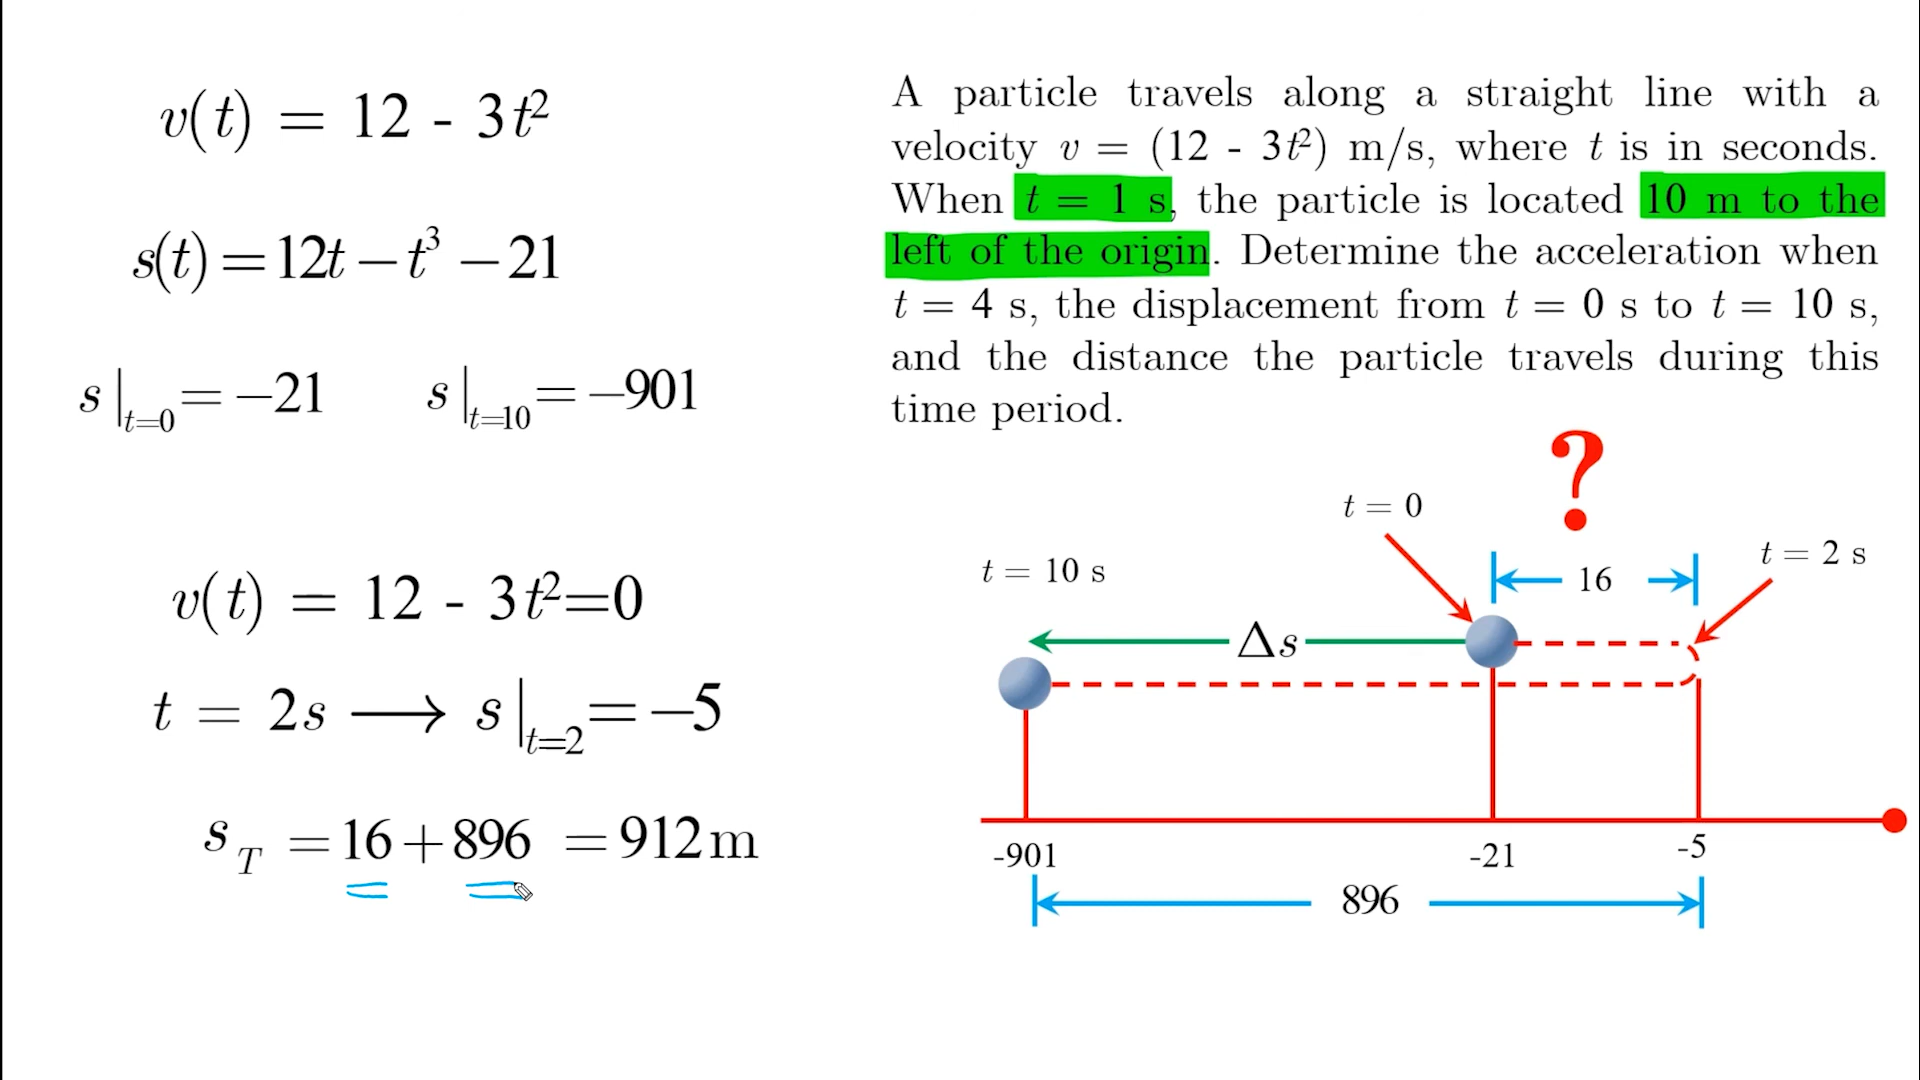 v(t) = 12 - 3t²
s(t) = 12t − t³ − 21
s|t=0 = −21
s|t=10 = −901
v(t) = 12 - 3t²=0
t = 2s ⟶ s|t=2 = −5
s T = 16 + 896 = 912 m
A particle travels along a straight line with a
velocity v = (12 - 3t²) m/s, where t is in seconds.
When t = 1 s, the particle is located 10 m to the
left of the origin. Determine the acceleration when
t = 4 s, the displacement from t = 0 s to t = 10 s,
and the distance the particle travels during this
time period.
?
t = 0
t = 2 s
t = 10 s
16
Δs
-901
-21
-5
896